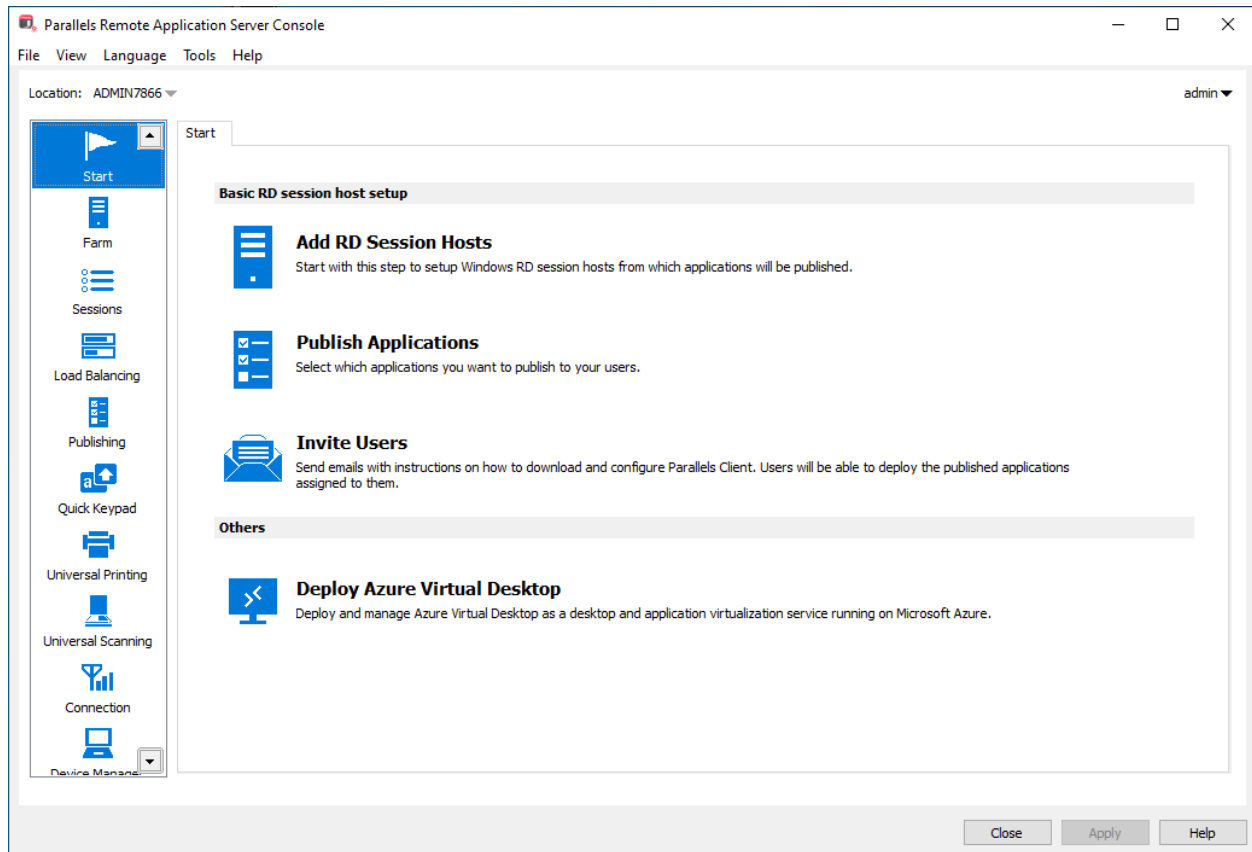 Parallels Remote Application Server Console
File View Language Tools Help
Location: ADMIN7866
admin
Start
Farm
Sessions
Load Balancing
Publishing
a
Quick Keypad
Universal Printing
Universal Scanning
Connection
Device Manage
Start
Basic RD session host setup
Add RD Session Hosts
Start with this step to setup Windows RD session hosts from which applications will be published.
Publish Applications
Select which applications you want to publish to your users.
Invite Users
Send emails with instructions on how to download and configure Parallels Client. Users will be able to deploy the published applications
assigned to them.
Others
Deploy Azure Virtual Desktop
Deploy and manage Azure Virtual Desktop as a desktop and application virtualization service running on Microsoft Azure.
Close Apply Help